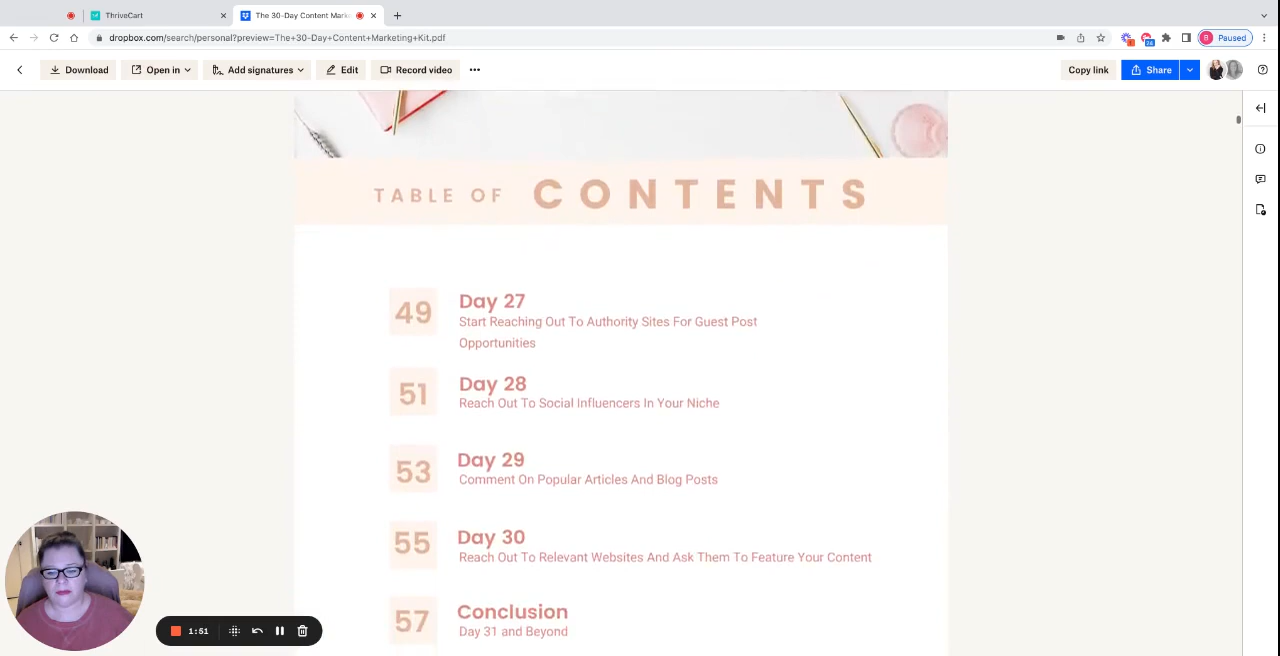 ThriveCart
The 30-Day Content Mark
dropbox.com/search/personal?preview=The+30-Day+Content+Marketing+Kit.pdf
B Paused
Download
Open in
Add signatures
Edit
Record video
Copy link
Share
TABLE OF CONTENTS
49
Day 27
Start Reaching Out To Authority Sites For Guest Post
Opportunities
51
Day 28
Reach Out To Social Influencers In Your Niche
53
Day 29
Comment On Popular Articles And Blog Posts
55
Day 30
Reach Out To Relevant Websites And Ask Them To Feature Your Content
57
Conclusion
Day 31 and Beyond
1:51